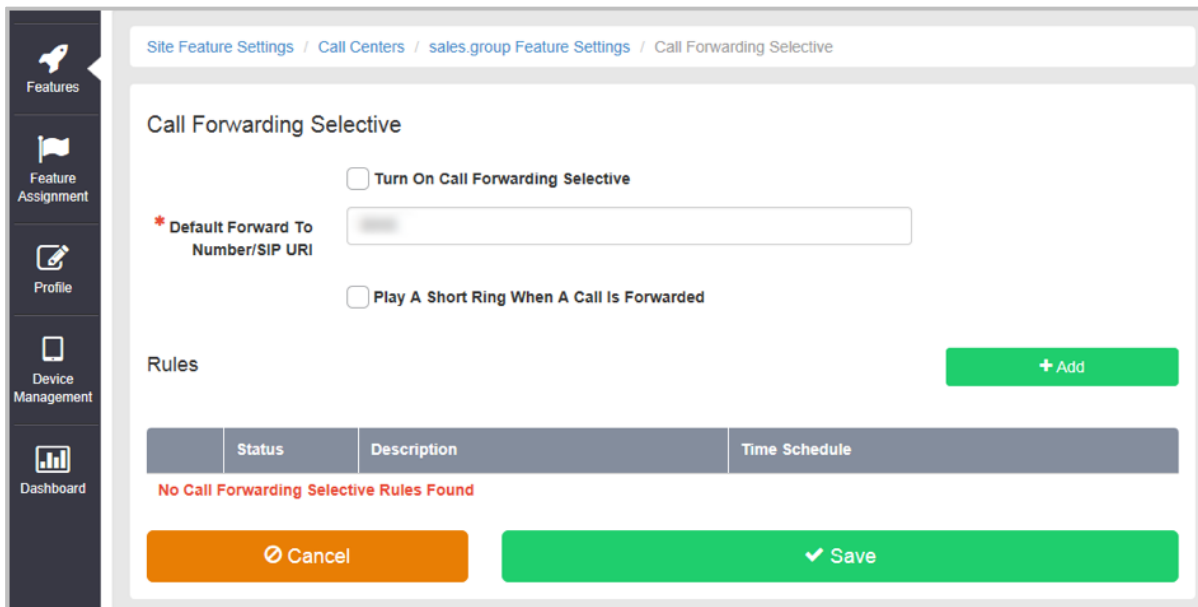 Features
Feature
Assignment
Profile
Device
Management
Dashboard
Site Feature Settings / Call Centers / sales.group Feature Settings / Call Forwarding Selective
Call Forwarding Selective
Turn On Call Forwarding Selective
* Default Forward To
Number/SIP URI
Play A Short Ring When A Call Is Forwarded
Rules
+ Add
Status Description Time Schedule
No Call Forwarding Selective Rules Found
Cancel
Save